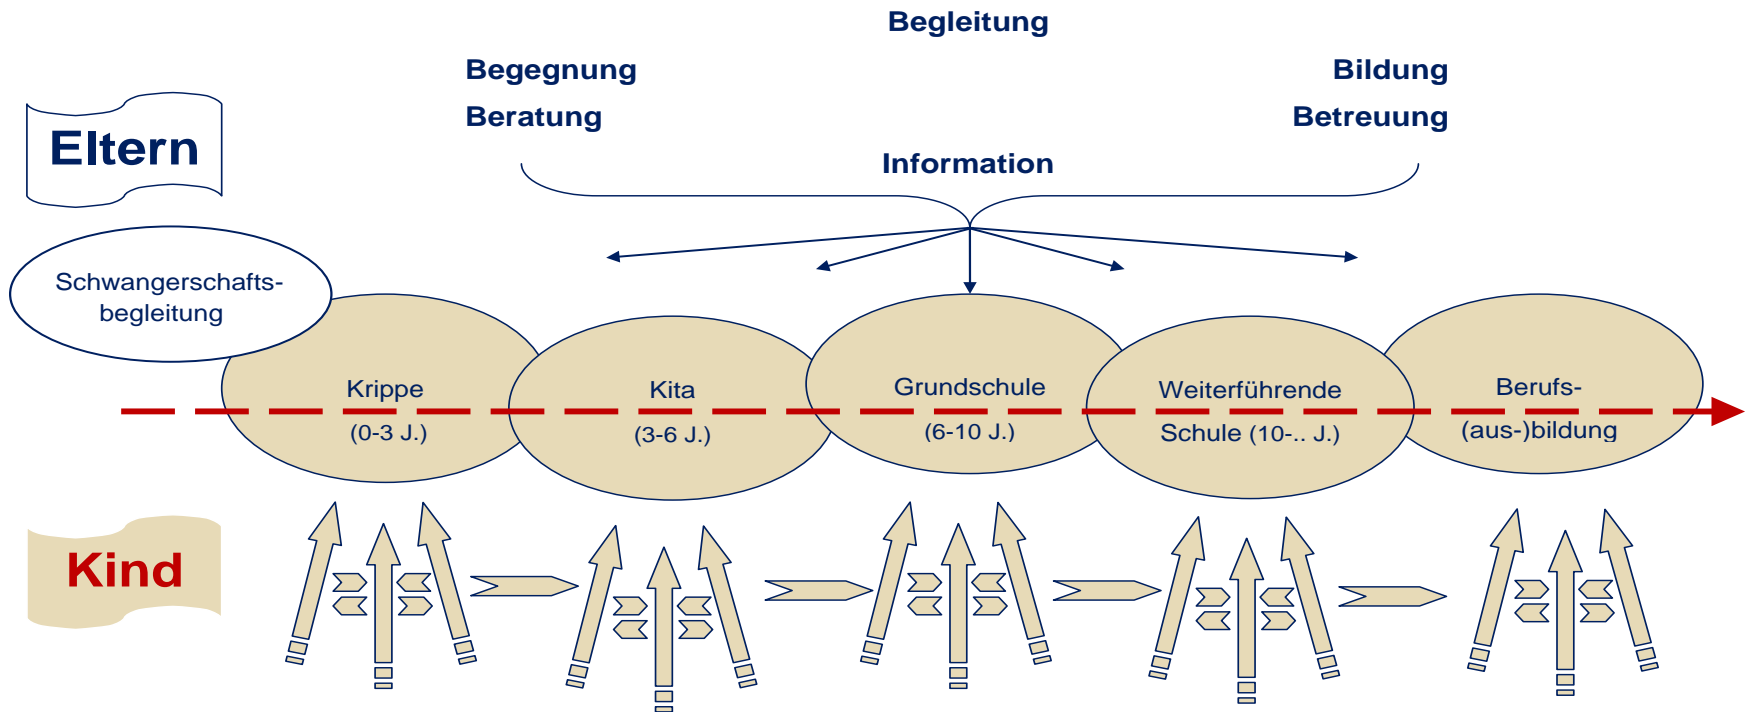 Begleitung
Begegnung
Bildung
Beratung
Betreuung
Eltern
Information
Schwangerschafts-
begleitung
Krippe
(0-3 J.)
Kita
(3-6 J.)
Grundschule
(6-10 J.)
Weiterführende
Schule (10-.. J.)
Berufs-
(aus-)bildung
Kind